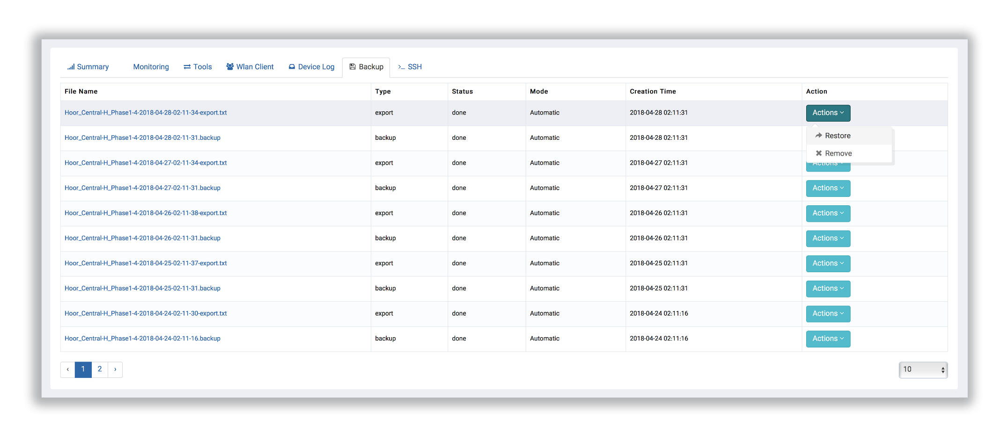 Summary Monitoring Tools Wlan Client Device Log Backup >_ SSH
File Name Type Status Mode Creation Time Action
Hoor_Central-H_Phase1-4-2018-04-28-02-11-34-export.txt export done Automatic 2018-04-28 02:11:31 Actions
Hoor_Central-H_Phase1-4-2018-04-28-02-11-31.backup backup done Automatic 2018-04-28 02:11:31 Restore
Remove
Hoor_Central-H_Phase1-4-2018-04-27-02-11-34-export.txt export done Automatic 2018-04-27 02:11:31 Actions
Hoor_Central-H_Phase1-4-2018-04-27-02-11-31.backup backup done Automatic 2018-04-27 02:11:31 Actions
Hoor_Central-H_Phase1-4-2018-04-26-02-11-38-export.txt export done Automatic 2018-04-26 02:11:31 Actions
Hoor_Central-H_Phase1-4-2018-04-26-02-11-31.backup backup done Automatic 2018-04-26 02:11:31 Actions
Hoor_Central-H_Phase1-4-2018-04-25-02-11-37-export.txt export done Automatic 2018-04-25 02:11:31 Actions
Hoor_Central-H_Phase1-4-2018-04-25-02-11-31.backup backup done Automatic 2018-04-25 02:11:31 Actions
Hoor_Central-H_Phase1-4-2018-04-24-02-11-30-export.txt export done Automatic 2018-04-24 02:11:16 Actions
Hoor_Central-H_Phase1-4-2018-04-24-02-11-16.backup backup done Automatic 2018-04-24 02:11:16 Actions
‹ 1 2 › 10